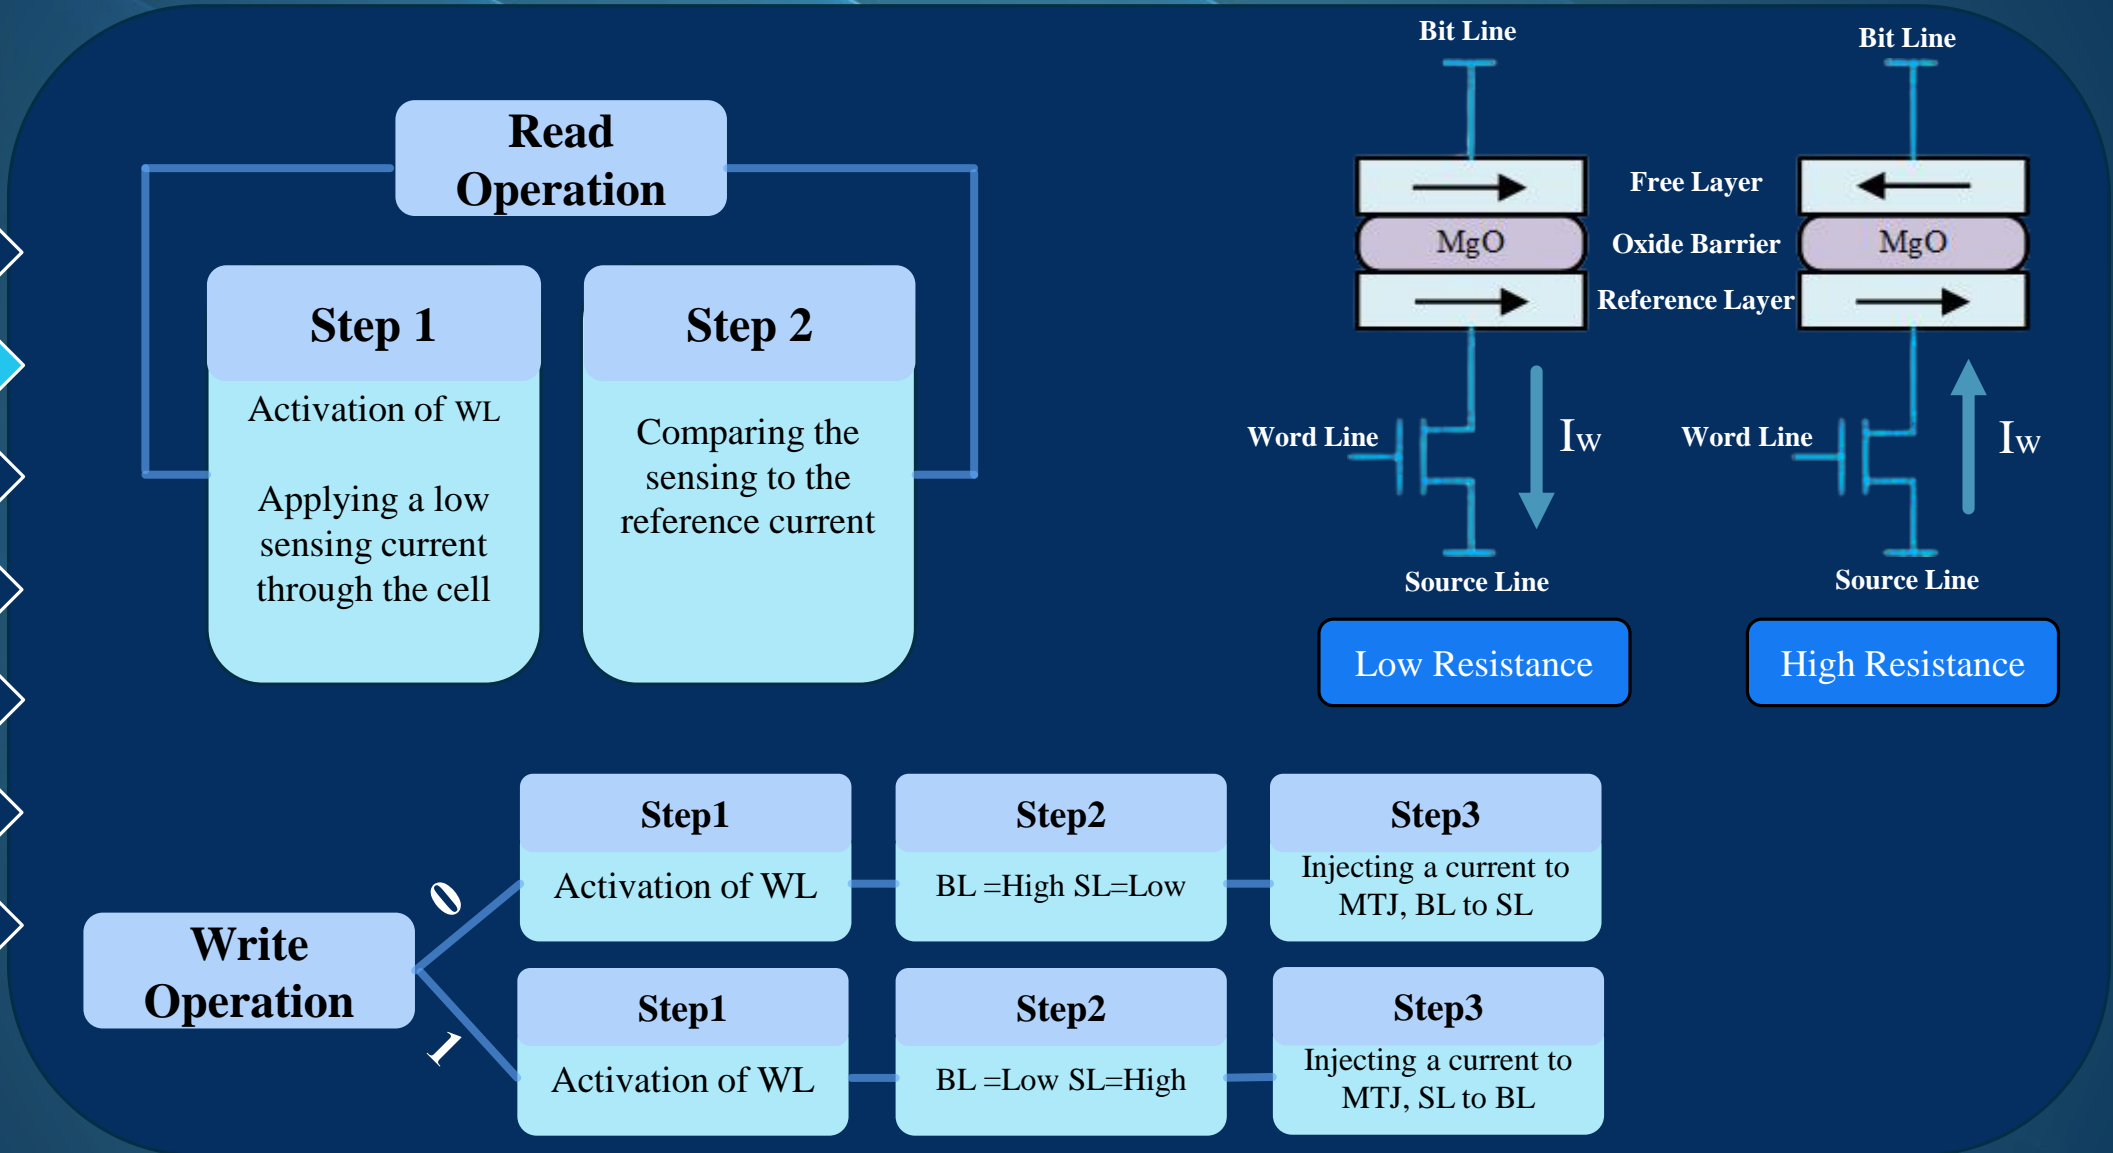 Read
Operation
Step 1
Activation of WL
Applying a low
sensing current
through the cell
Step 2
Comparing the
sensing to the
reference current
Bit Line
Bit Line
Free Layer
MgO
Oxide Barrier
MgO
Reference Layer
Word Line
Iw
Word Line
Iw
Source Line
Source Line
Low Resistance
High Resistance
Write
Operation
0
Step1
Activation of WL
Step2
BL =High SL=Low
Step3
Injecting a current to
MTJ, BL to SL
1
Step1
Activation of WL
Step2
BL =Low SL=High
Step3
Injecting a current to
MTJ, SL to BL